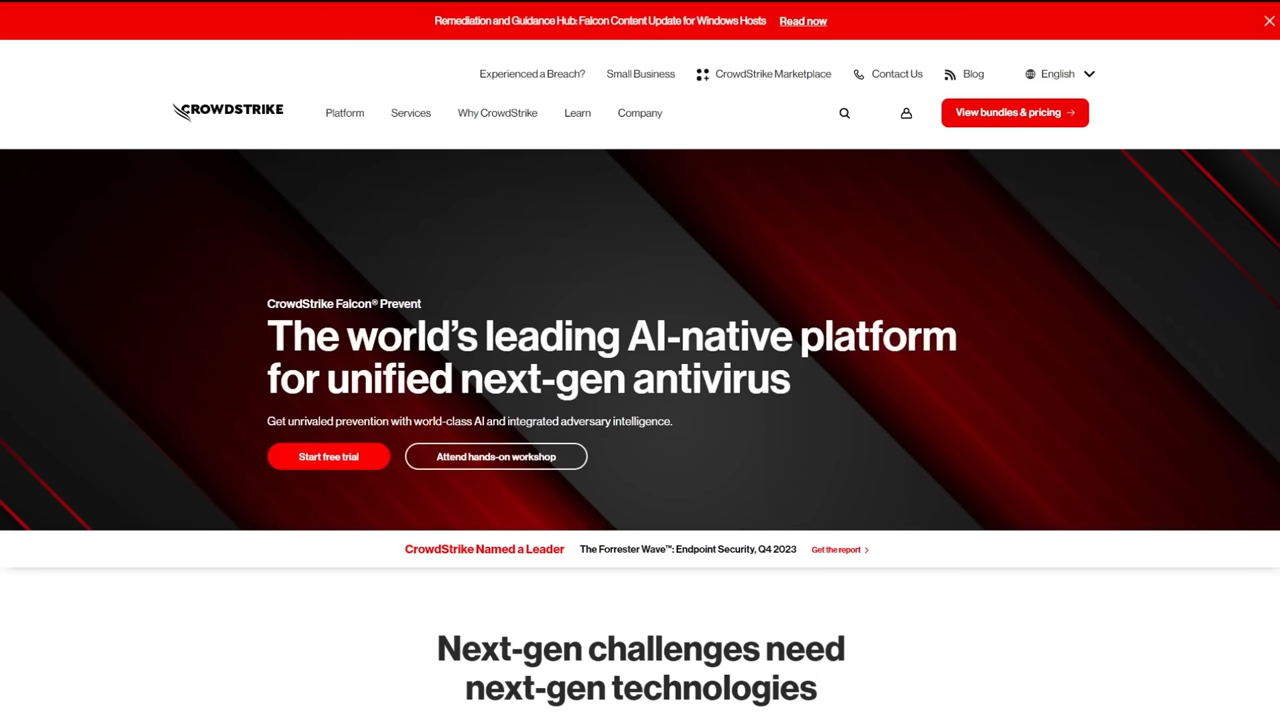 Remediation and Guidance Hub: Falcon Content Update for Windows Hosts Read now
Experienced a Breach? Small Business CrowdStrike Marketplace Contact Us Blog English
CROWDSTRIKE Platform Services Why CrowdStrike Learn Company View bundles & pricing →
CrowdStrike Falcon® Prevent
The world's leading AI-native platform
for unified next-gen antivirus
Get unrivaled prevention with world-class AI and integrated adversary intelligence.
Start free trial Attend hands-on workshop
CrowdStrike Named a Leader The Forrester Wave™: Endpoint Security, Q4 2023 Get the report >
Next-gen challenges need
next-gen technologies